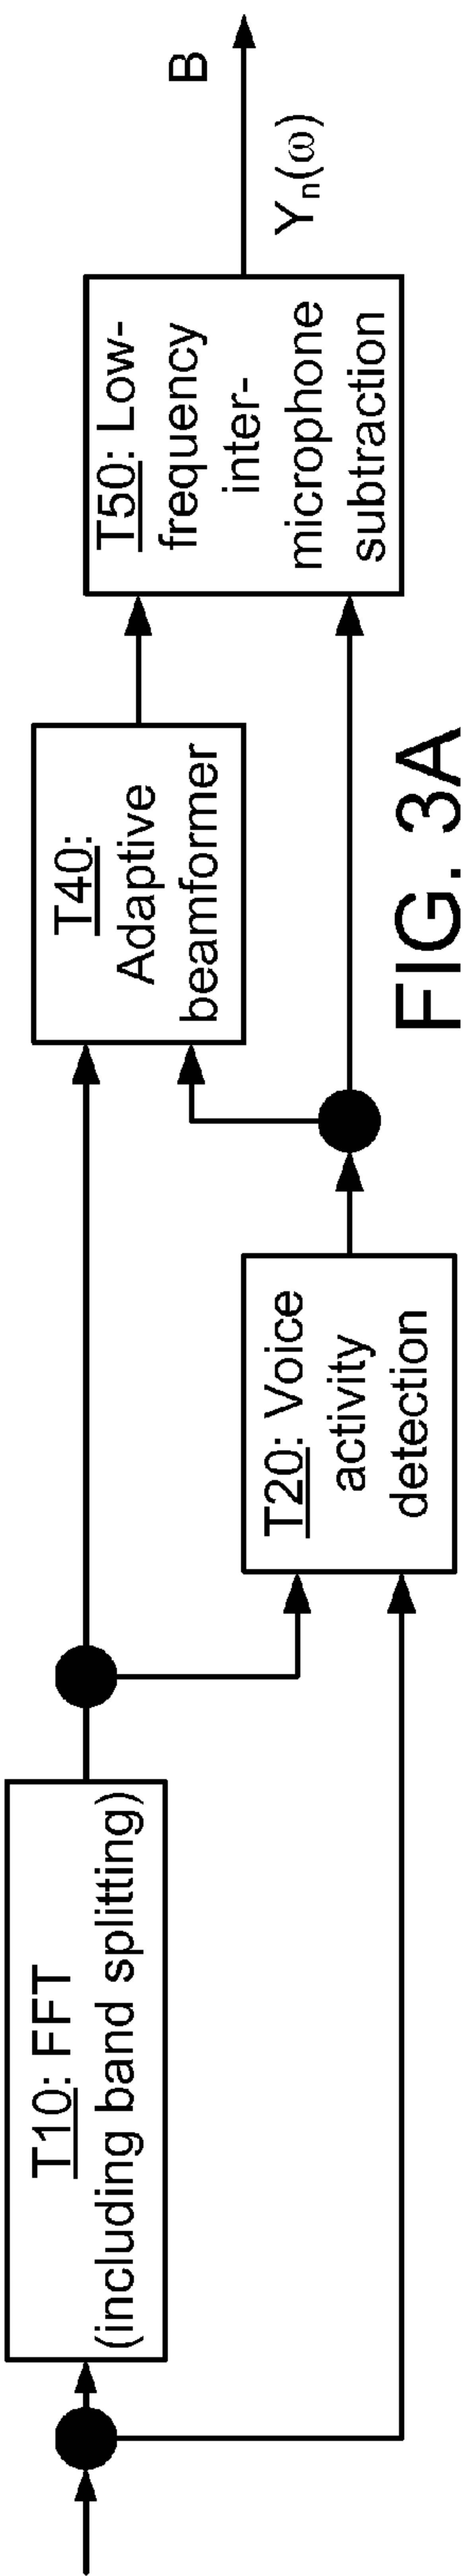 T10: FFT
(including band splitting)
T20: Voice
activity
detection
T40:
Adaptive
beamformer
T50: Low-
frequency
inter-
microphone
subtraction
B
Yn(ω)
FIG. 3A